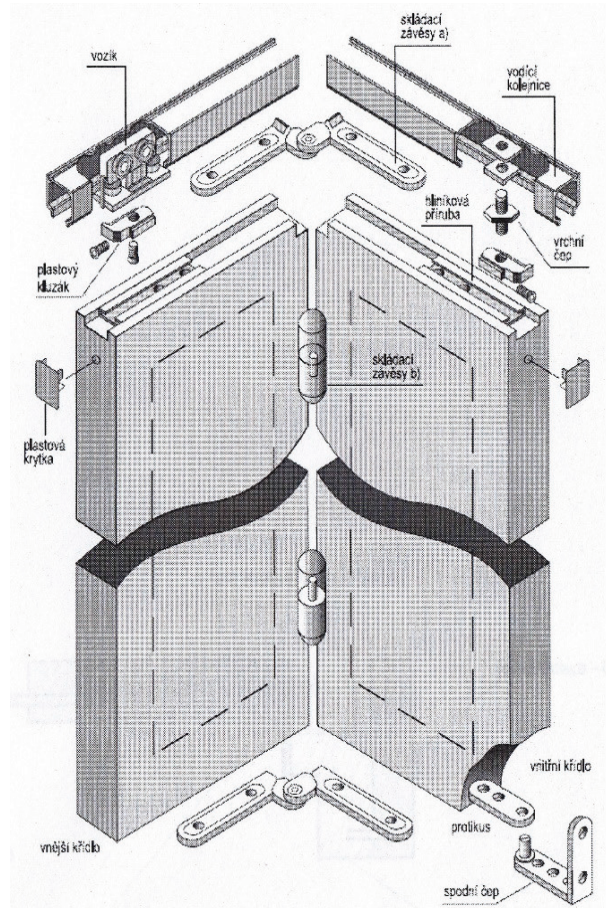 skládací
závěsy a)
vozík
vodící
kolejnice
hliníková
příruba
vrchní
čep
plastový
kluzák
skládací
závěsy b)
plastová
krytka
vnitřní křídlo
protikus
vnější křídlo
spodní čep